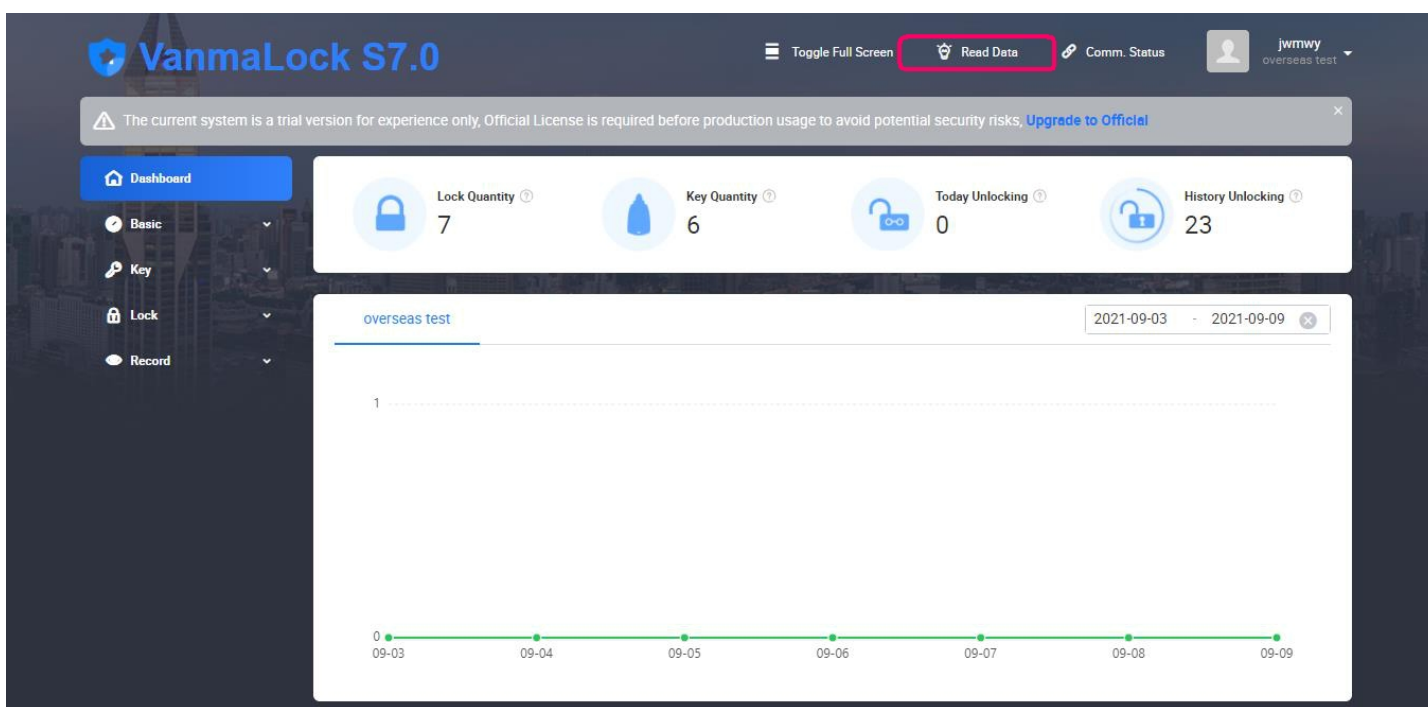 VanmaLock S7.0
Toggle Full Screen
Read Data
Comm. Status
jwmwy
overseas test
The current system is a trial version for experience only, Official License is required before production usage to avoid potential security risks, Upgrade to Official
Dashboard
Basic
Key
Lock
Record
Lock Quantity
7
Key Quantity
6
Today Unlocking
0
History Unlocking
23
overseas test
2021-09-03 - 2021-09-09
1
0
09-03 09-04 09-05 09-06 09-07 09-08 09-09